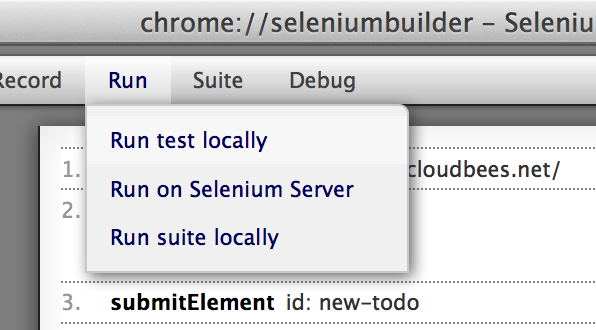 chrome://seleniumbuilder – Seleniu
Record Run Suite Debug
Run test locally
1. cloudbees.net/
Run on Selenium Server
2.
Run suite locally
3. submitElement id: new-todo